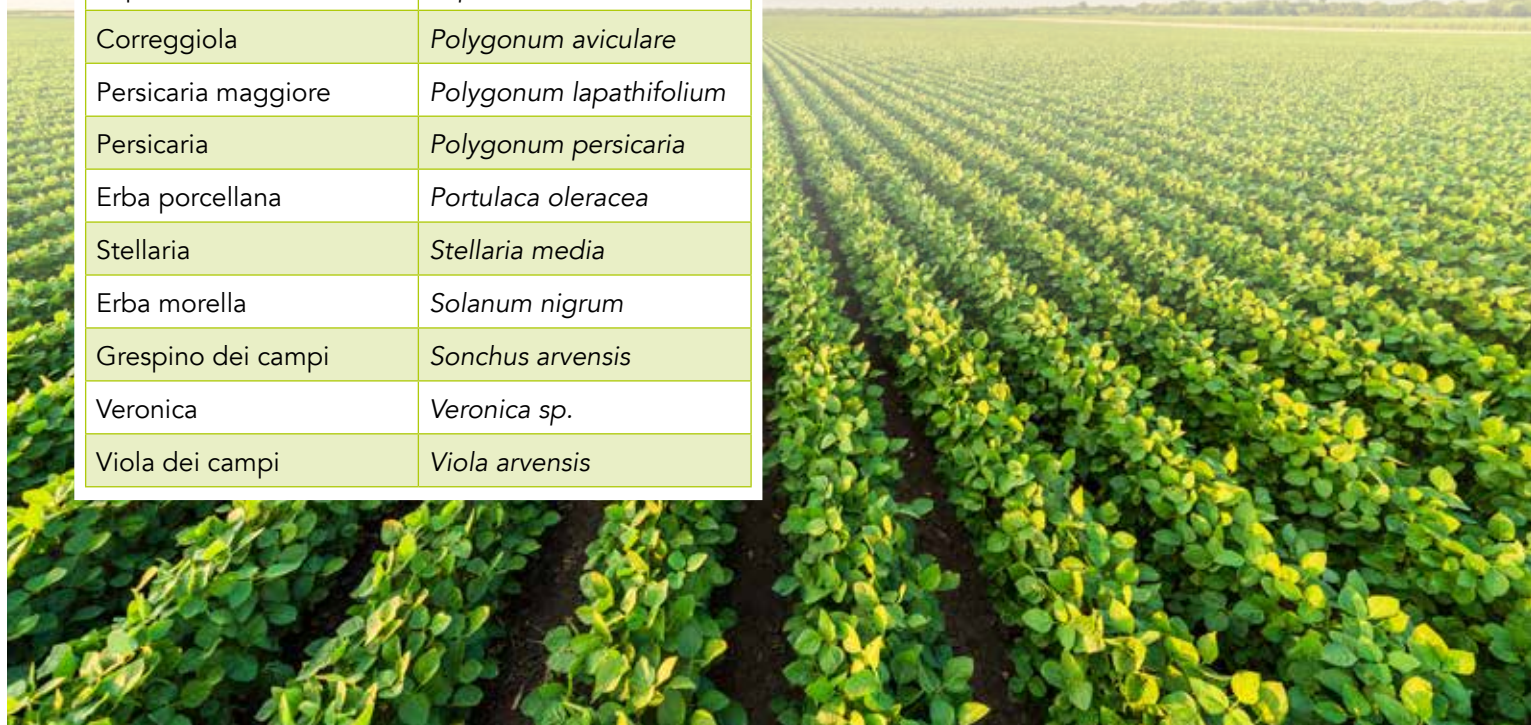 Correggiola Polygonum aviculare
Persicaria maggiore Polygonum lapathifolium
Persicaria Polygonum persicaria
Erba porcellana Portulaca oleracea
Stellaria Stellaria media
Erba morella Solanum nigrum
Grespino dei campi Sonchus arvensis
Veronica Veronica sp.
Viola dei campi Viola arvensis